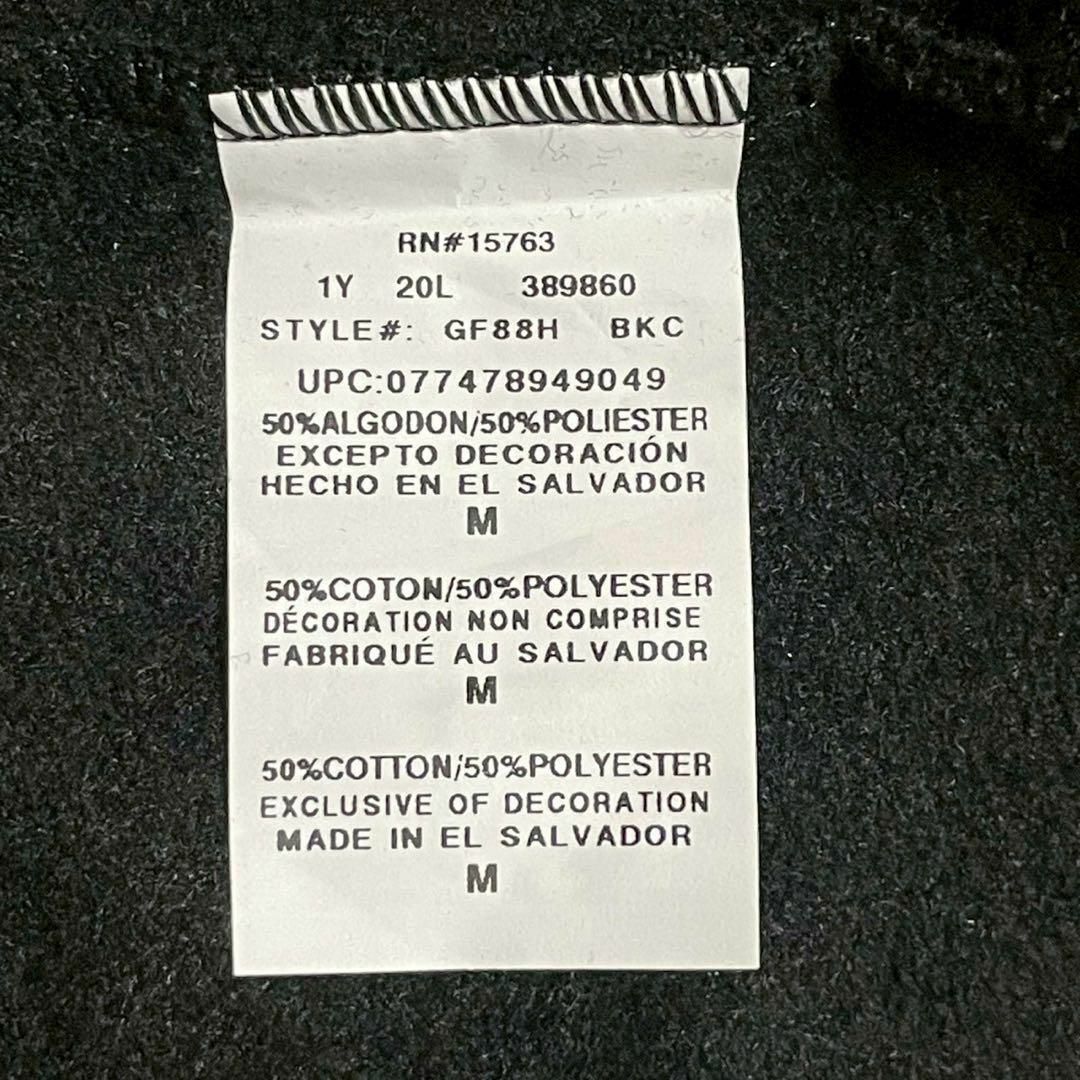 RN#15763
1Y 20L 389860
STYLE#: GF88H BKC
UPC:077478949049
50%ALGODON/50%POLIESTER
EXCEPTO DECORACIÓN
HECHO EN EL SALVADOR
M
50%COTON/50%POLYESTER
DÉCORATION NON COMPRISE
FABRIQUÉ AU SALVADOR
M
50%COTTON/50%POLYESTER
EXCLUSIVE OF DECORATION
MADE IN EL SALVADOR
M